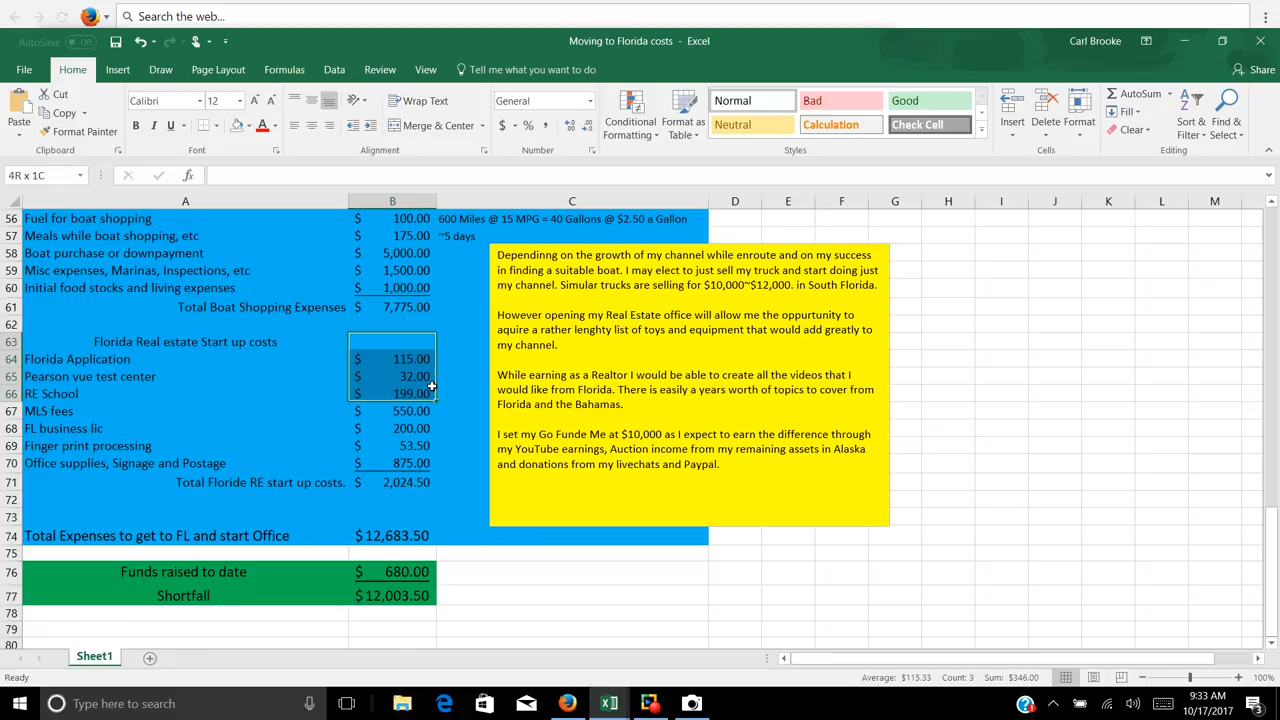 Search the web...
AutoSave Off
Moving to Florida costs - Excel
Carl Brooke
File Home Insert Draw Page Layout Formulas Data Review View Tell me what you want to do Share
Cut
Copy
Format Painter
Paste
Clipboard
Calibri 12
B I U
Font
Wrap Text
Merge & Center
Alignment
General
$ % ,
Number
Conditional Formatting
Format as Table
Normal Bad Good
Neutral Calculation Check Cell
Styles
Insert Delete Format
Cells
AutoSum
Fill
Clear
Sort & Filter
Find & Select
Editing
4R x 1C fx
A B C D E F G H I J K L M
56 Fuel for boat shopping $ 100.00 600 Miles @ 15 MPG = 40 Gallons @ $2.50 a Gallon
57 Meals while boat shopping, etc $ 175.00 ~5 days
58 Boat purchase or downpayment $ 5,000.00
59 Misc expenses, Marinas, Inspections, etc $ 1,500.00
60 Initial food stocks and living expenses $ 1,000.00
61 Total Boat Shopping Expenses $ 7,775.00
62
63 Florida Real estate Start up costs
64 Florida Application $ 115.00
65 Pearson vue test center $ 32.00
66 RE School $ 199.00
67 MLS fees $ 550.00
68 FL business lic $ 200.00
69 Finger print processing $ 53.50
70 Office supplies, Signage and Postage $ 875.00
71 Total Floride RE start up costs. $ 2,024.50
72
73
74 Total Expenses to get to FL and start Office $ 12,683.50
75
76 Funds raised to date $ 680.00
77 Shortfall $ 12,003.50
78
79
80
Dependinng on the growth of my channel while enroute and on my success
in finding a suitable boat. I may elect to just sell my truck and start doing just
my channel. Simular trucks are selling for $10,000~$12,000. in South Florida.
However opening my Real Estate office will allow me the oppurtunity to
aquire a rather lenghty list of toys and equipment that would add greatly to
my channel.
While earning as a Realtor I would be able to create all the videos that I
would like from Florida. There is easily a years worth of topics to cover from
Florida and the Bahamas.
I set my Go Funde Me at $10,000 as I expect to earn the difference through
my YouTube earnings, Auction income from my remaining assets in Alaska
and donations from my livechats and Paypal.
Sheet1
Ready
Average: $115.33 Count: 3 Sum: $346.00
100%
Type here to search
9:33 AM
10/17/2017
3